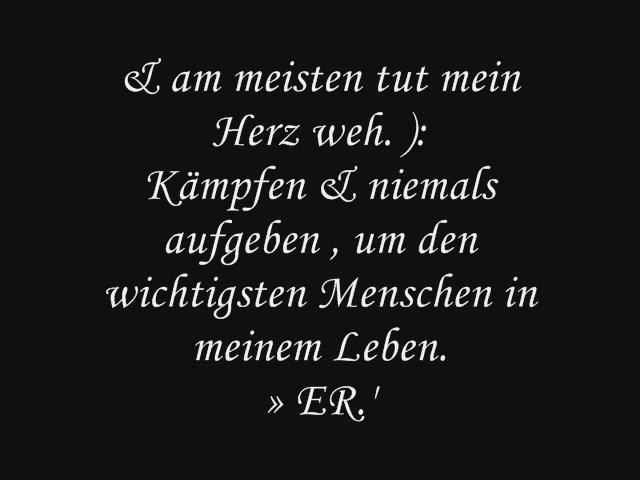 & am meisten tut mein
Herz weh. ):
Kämpfen & niemals
aufgeben , um den
wichtigsten Menschen in
meinem Leben.
» ER.'